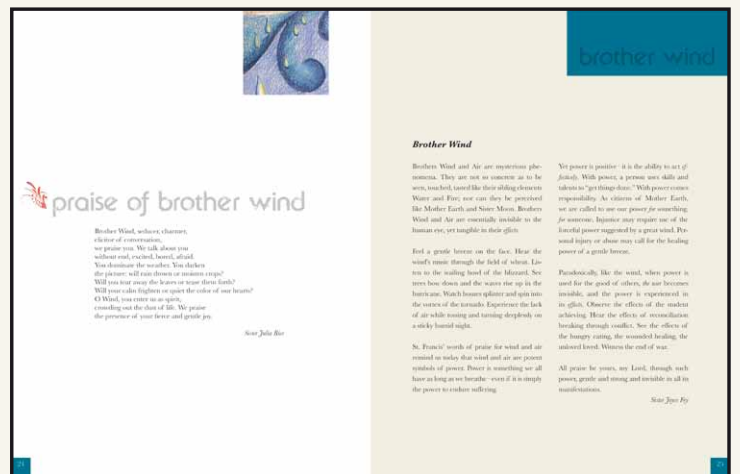 praise of brother wind
Brother Wind, seducer, charmer,
elicitor of conversation,
we praise you. We talk about you
without end, excited, bored, afraid.
You dominate the weather. You darken
the picture: will rain drown or moisten crops?
Will you tear away the leaves or tease them forth?
Will your calm frighten or quiet the color of our hearts?
O Wind, you enter us as spirit,
crowding out the dust of life. We praise
the presence of your fierce and gentle joy.
Sister Julia Rice
24
brother wind
Brother Wind
Brothers Wind and Air are mysterious phe-
nomena. They are not so concrete as to be
seen, touched, tasted like their sibling elements
Water and Fire; nor can they be perceived
like Mother Earth and Sister Moon. Brothers
Wind and Air are essentially invisible to the
human eye, yet tangible in their effects.
Feel a gentle breeze on the face. Hear the
wind's music through the field of wheat. Lis-
ten to the wailing howl of the blizzard. See
trees bow down and the waters rise up in the
hurricane. Watch houses splinter and spin into
the vortex of the tornado. Experience the lack
of air while tossing and turning sleeplessly on
a sticky humid night.
St. Francis' words of praise for wind and air
remind us today that wind and air are potent
symbols of power. Power is something we all
have as long as we breathe – even if it is simply
the power to endure suffering.
Yet power is positive – it is the ability to act ef-
fectively. With power, a person uses skills and
talents to "get things done." With power comes
responsibility. As citizens of Mother Earth,
we are called to use our power for something,
for someone. Injustice may require use of the
forceful power suggested by a great wind. Per-
sonal injury or abuse may call for the healing
power of a gentle breeze.
Paradoxically, like the wind, when power is
used for the good of others, its use becomes
invisible, and the power is experienced in
its effects. Observe the effects of the student
achieving. Hear the effects of reconciliation
breaking through conflict. See the effects of
the hungry eating, the wounded healing, the
unloved loved. Witness the end of war.
All praise be yours, my Lord, through such
power, gentle and strong and invisible in all its
manifestations.
Sister Joyce Fey
25